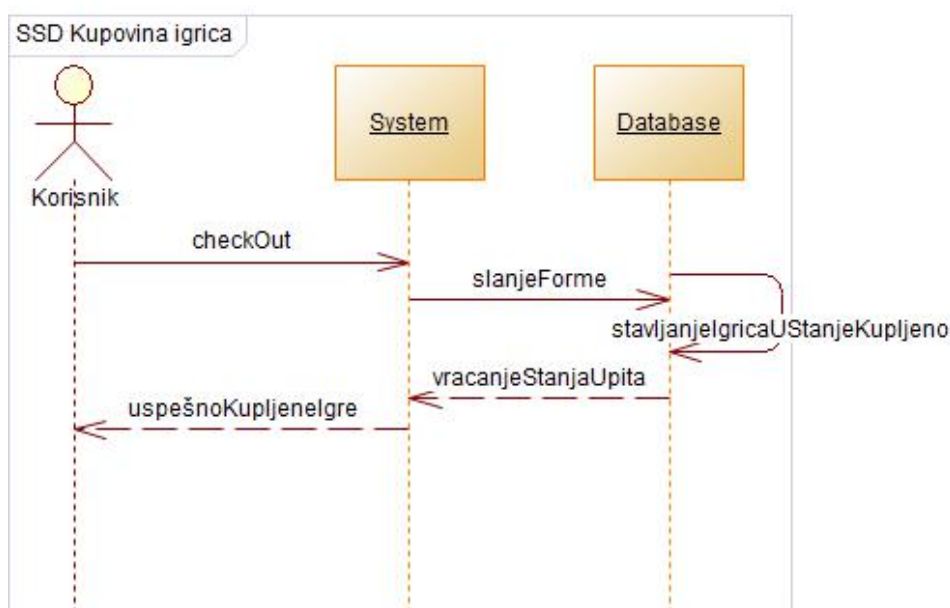 SSD Kupovina igrica
System
Database
Korisnik
checkOut
slanjeForme
stavljanjeIgricaUStanjeKupljeno
vracanjeStanjaUpita
uspešnoKupljeneIgre